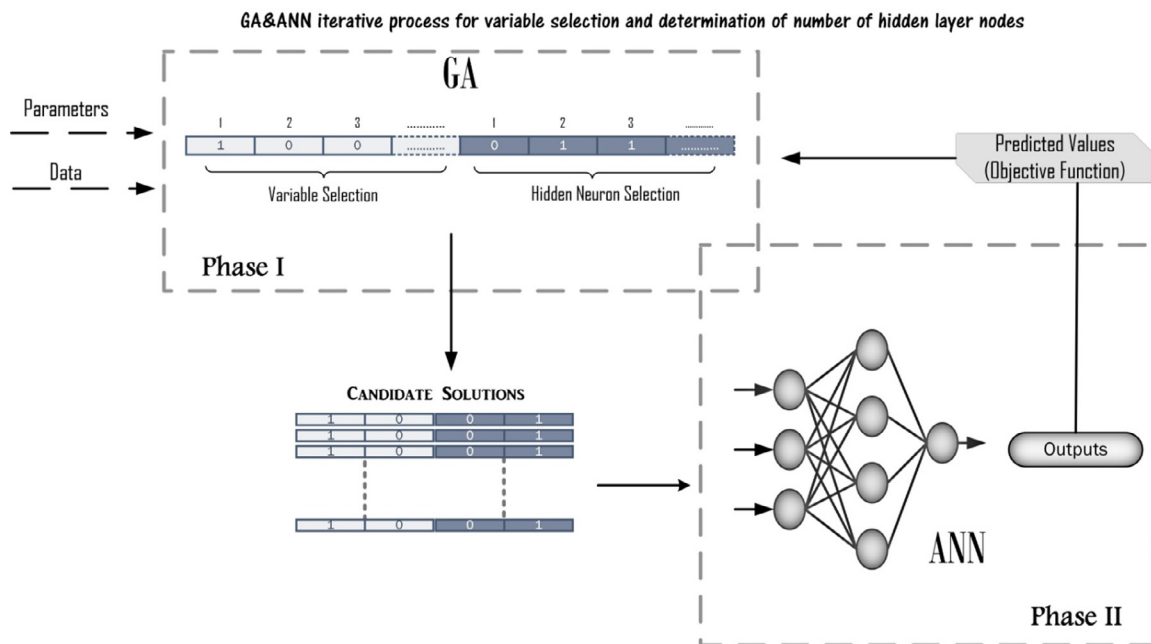 GA&ANN iterative process for variable selection and determination of number of hidden layer nodes
GA
Parameters
Data
1 2 3 ............ 1 2 3 ............
1 0 0 ............ 0 1 1 ............
Variable Selection
Hidden Neuron Selection
Phase I
Predicted Values
(Objective Function)
CANDIDATE SOLUTIONS
1 0 0 1
1 0 0 1
1 0 0 1
1 0 0 1
Outputs
ANN
Phase II